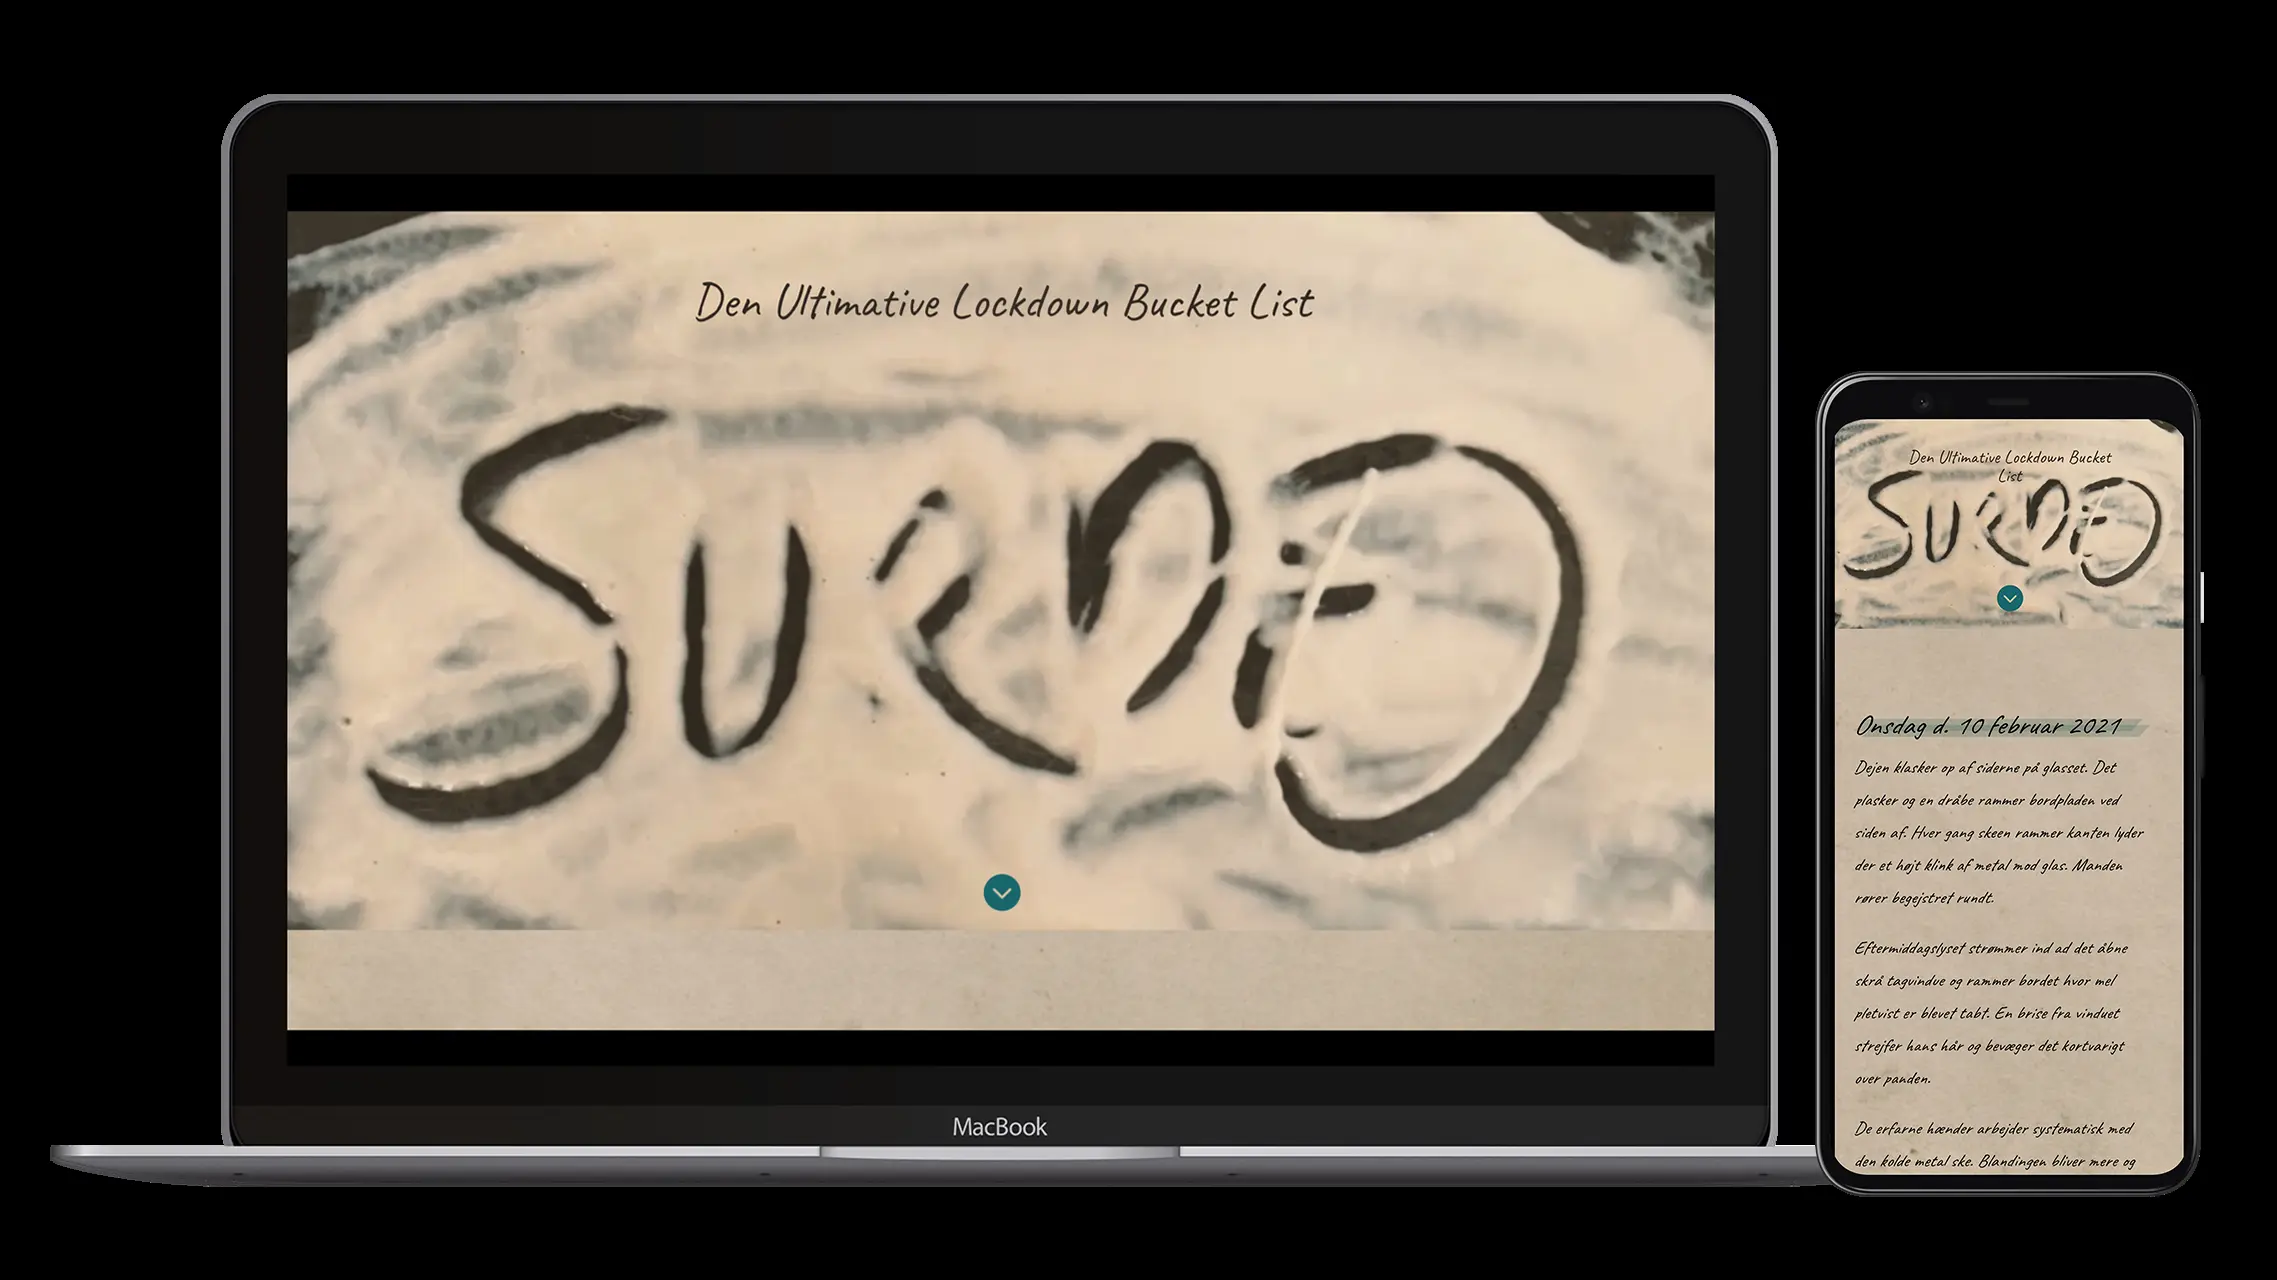 Den Ultimative Lockdown Bucket List
SURDEJ
MacBook
Den Ultimative Lockdown Bucket
List
SURDEJ
Onsdag d. 10 februar 2021
Dejen klasker op af siderne på glasset. Det
plasker og en dråbe rammer bordpladen ved
siden af. Hver gang skeen rammer kanten lyder
der et højt klink af metal mod glas. Manden
rører begejstret rundt.
Eftermiddagslyset strømmer ind ad det åbne
skrå tagvindue og rammer bordet hvor mel
pletvist er blevet tabt. En brise fra vinduet
strejfer hans hår og bevæger det kortvarigt
over panden.
De erfarne hænder arbejder systematisk med
den kolde metal ske. Blandingen bliver mere og